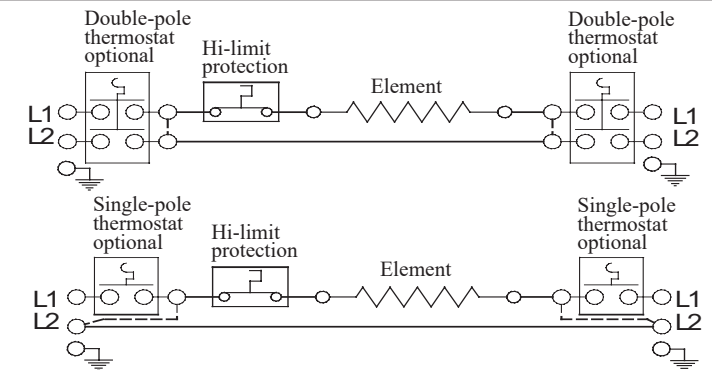 Double-pole
thermostat
optional
Hi-limit
protection
Element
Double-pole
thermostat
optional
L1
L2
L1
L2
Single-pole
thermostat
optional
Hi-limit
protection
Element
Single-pole
thermostat
optional
L1
L2
L1
L2